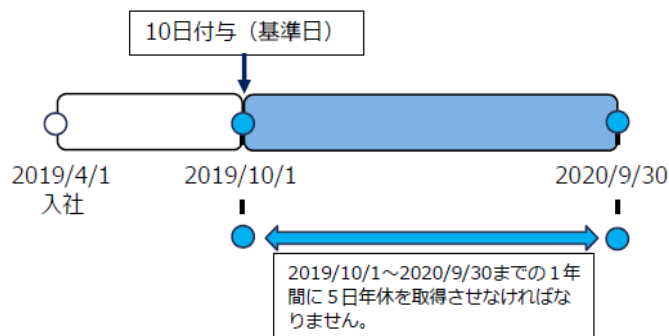 10日付与（基準日）
2019/4/1
入社
2019/10/1
2020/9/30
2019/10/1～2020/9/30までの１年
間に５日年休を取得させなければな
りません。